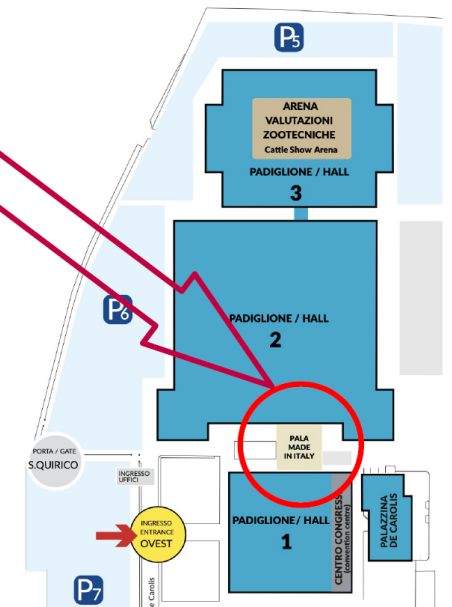 P5
ARENA
VALUTAZIONI
ZOOTECNICHE
Cattle Show Arena
PADIGLIONE / HALL
3
P6
PADIGLIONE / HALL
2
PORTA / GATE
S.QUIRICO
INGRESSO
UFFICI
PALA
MADE
IN ITALY
INGRESSO
ENTRANCE
OVEST
PADIGLIONE / HALL
1
CENTRO CONGRESSI
(convention centre)
PALAZZINA
DE CAROLIS
P7
e Carolis